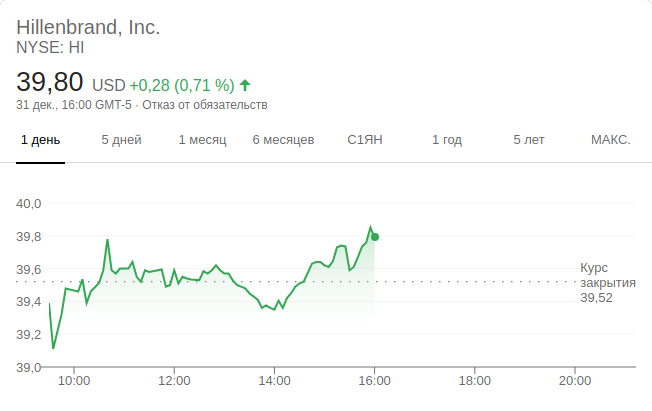 Hillenbrand, Inc.
NYSE: HI
39,80 USD +0,28 (0,71 %)
31 дек., 16:00 GMT-5 · Отказ от обязательств
1 день 5 дней 1 месяц 6 месяцев С1ЯН 1 год 5 лет МАКС.
40,0
39,8
39,6
39,4
39,2
39,0
Курс
закрытия
39,52
10:00 12:00 14:00 16:00 18:00 20:00